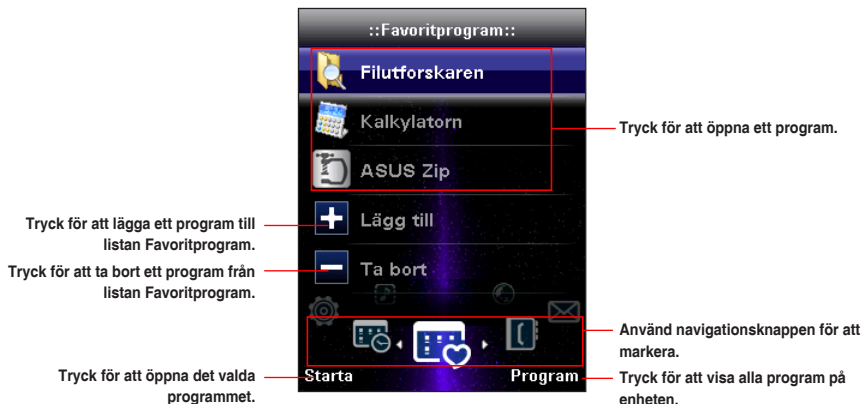 ::Favoritprogram::
Filutforskaren
Kalkylatorn
ASUS Zip
Lägg till
Ta bort
Starta
Program
Tryck för att öppna ett program.
Tryck för att lägga ett program till
listan Favoritprogram.
Tryck för att ta bort ett program från
listan Favoritprogram.
Använd navigationsknappen för att
markera.
Tryck för att öppna det valda
programmet.
Tryck för att visa alla program på
enheten.